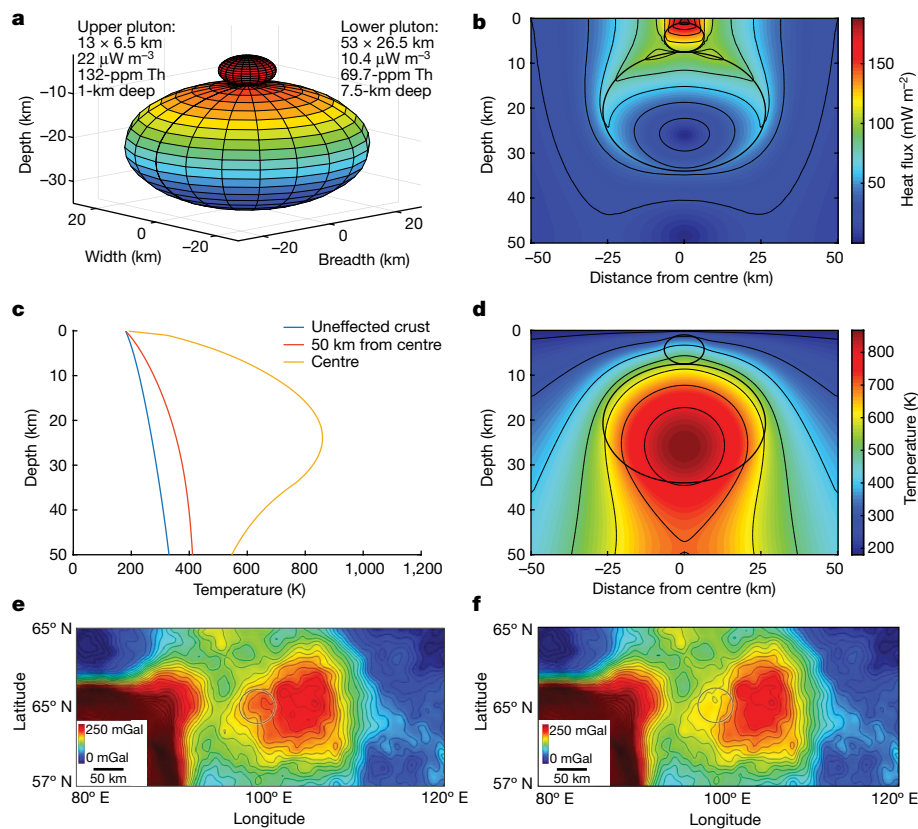 a
Upper pluton:
13 × 6.5 km
22 µW m−3
132-ppm Th
1-km deep
Lower pluton:
53 × 26.5 km
10.4 µW m−3
69.7-ppm Th
7.5-km deep
Depth (km)
−10
−20
−30
20
0
−20
Width (km)
−20
0
20
Breadth (km)
b
Depth (km)
0
10
20
30
40
50
−50
−25
0
25
50
Distance from centre (km)
150
100
50
Heat flux (mW m−2)
c
Depth (km)
0
10
20
30
40
50
Uneffected crust
50 km from centre
Centre
0
200
400
600
800
1,000
1,200
Temperature (K)
d
Depth (km)
0
10
20
30
40
50
−50
−25
0
25
50
Distance from centre (km)
800
700
600
500
400
300
200
Temperature (K)
e
65° N
65° N
57° N
Latitude
250 mGal
0 mGal
50 km
80° E
100° E
120° E
Longitude
f
65° N
65° N
57° N
Latitude
250 mGal
0 mGal
50 km
80° E
100° E
120° E
Longitude